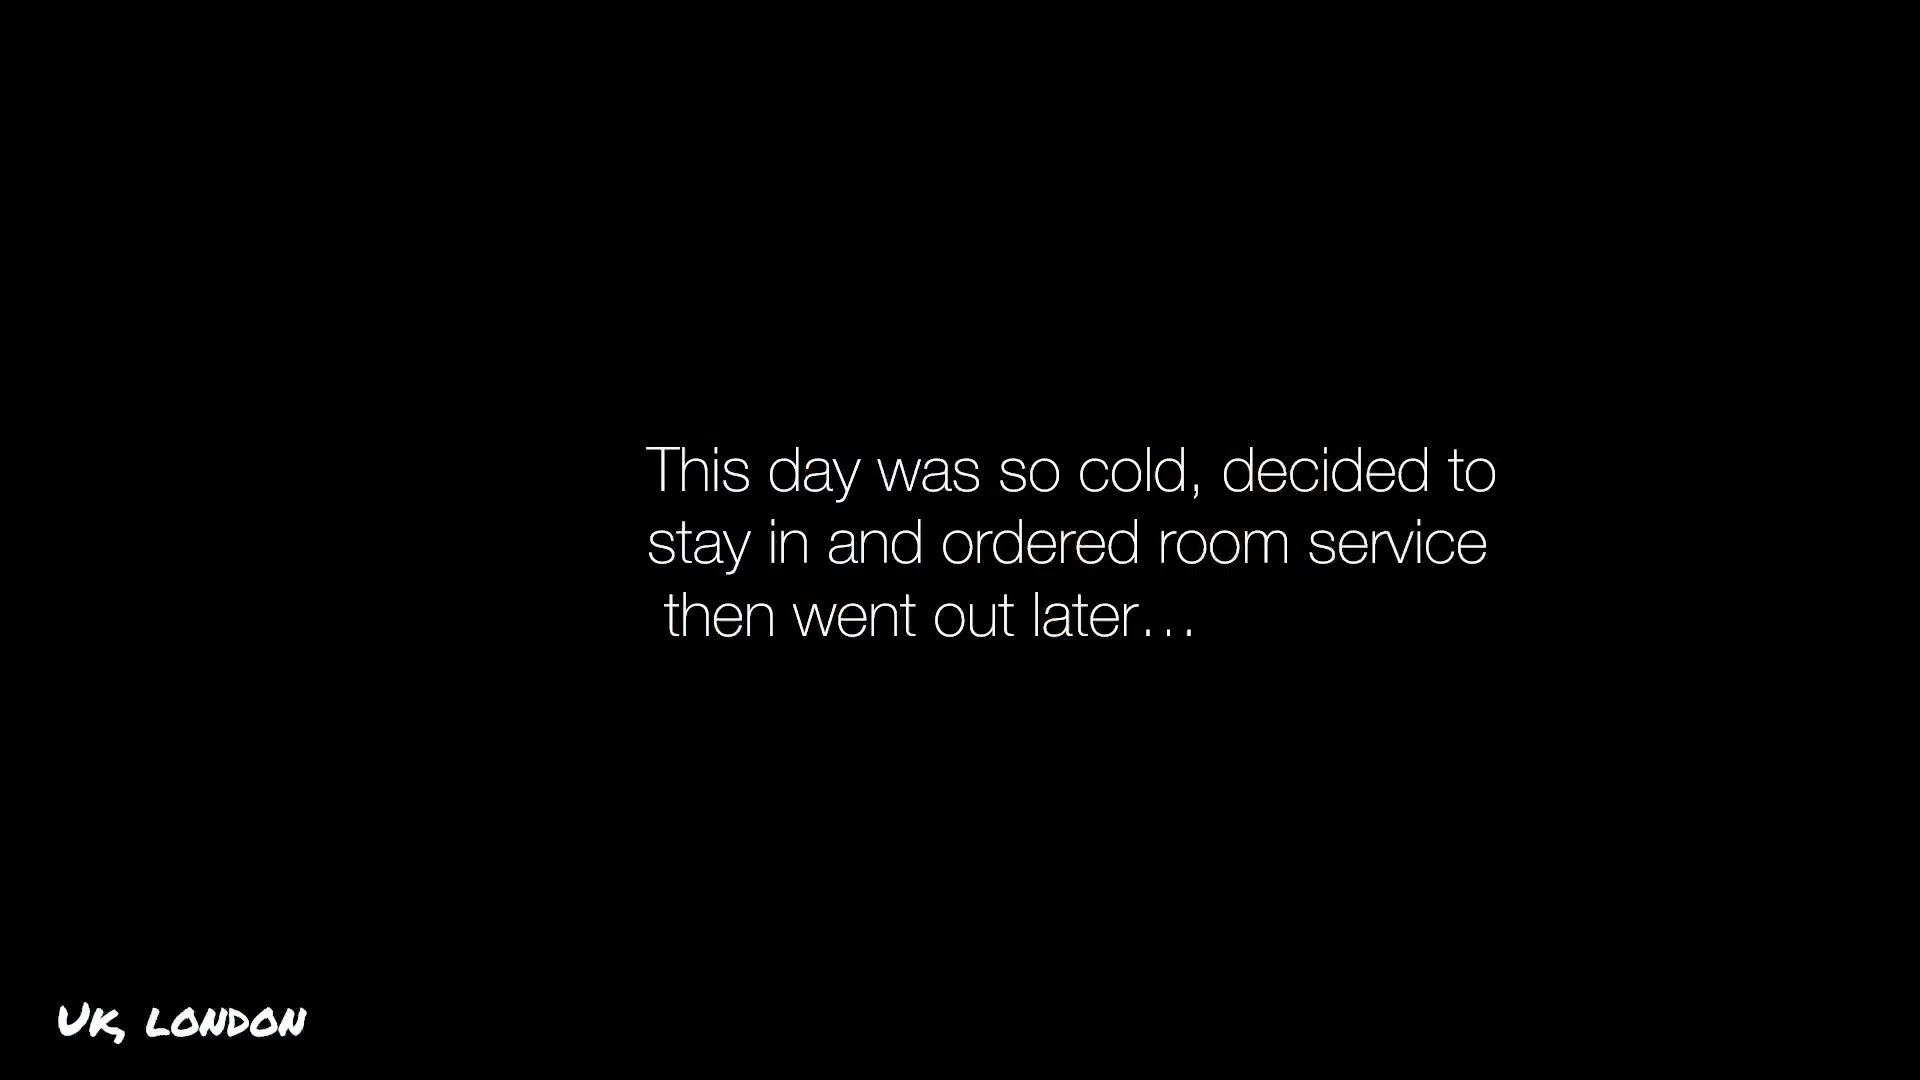 This day was so cold, decided to
stay in and ordered room service
then went out later…
UK, LONDON